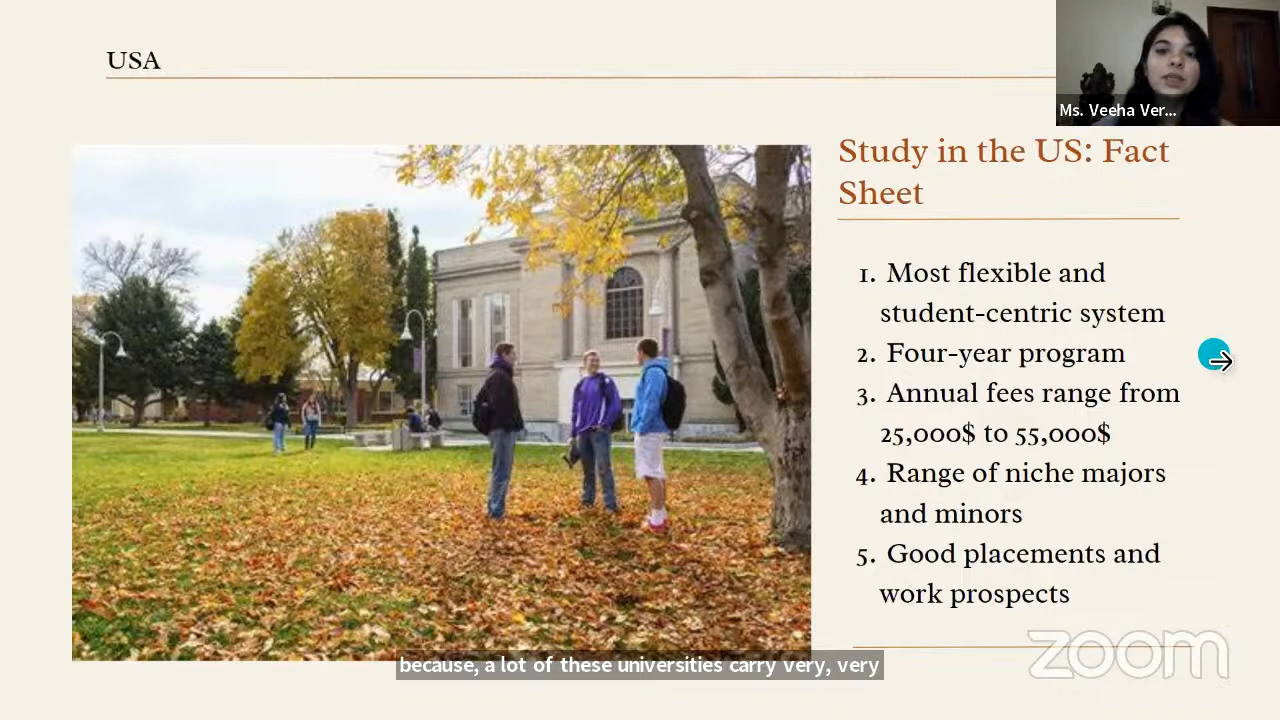 USA
Ms. Veeha Ver...
Study in the US: Fact
Sheet
1. Most flexible and
student-centric system
2. Four-year program
3. Annual fees range from
25,000$ to 55,000$
4. Range of niche majors
and minors
5. Good placements and
work prospects
zoom
because, a lot of these universities carry very, very